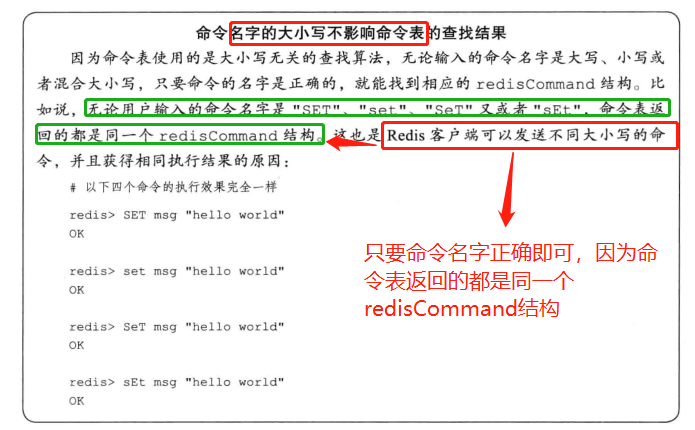 命令名字的大小写不影响命令表的查找结果
因为命令表使用的是大小写无关的查找算法，无论输入的命令名字是大写、小写或
者混合大小写，只要命令的名字是正确的，就能找到相应的 redisCommand 结构。比
如说，无论用户输入的命令名字是 "SET"、"set"、"SeT" 又或者 "sEt"，命令表返
回的都是同一个 redisCommand 结构。这也是 Redis 客户端可以发送不同大小写的命
令，并且获得相同执行结果的原因：
# 以下四个命令的执行效果完全一样
redis> SET msg "hello world"
OK
redis> set msg "hello world"
OK
redis> SeT msg "hello world"
OK
redis> sEt msg "hello world"
OK
只要命令名字正确即可，因为命
令表返回的都是同一个
redisCommand结构